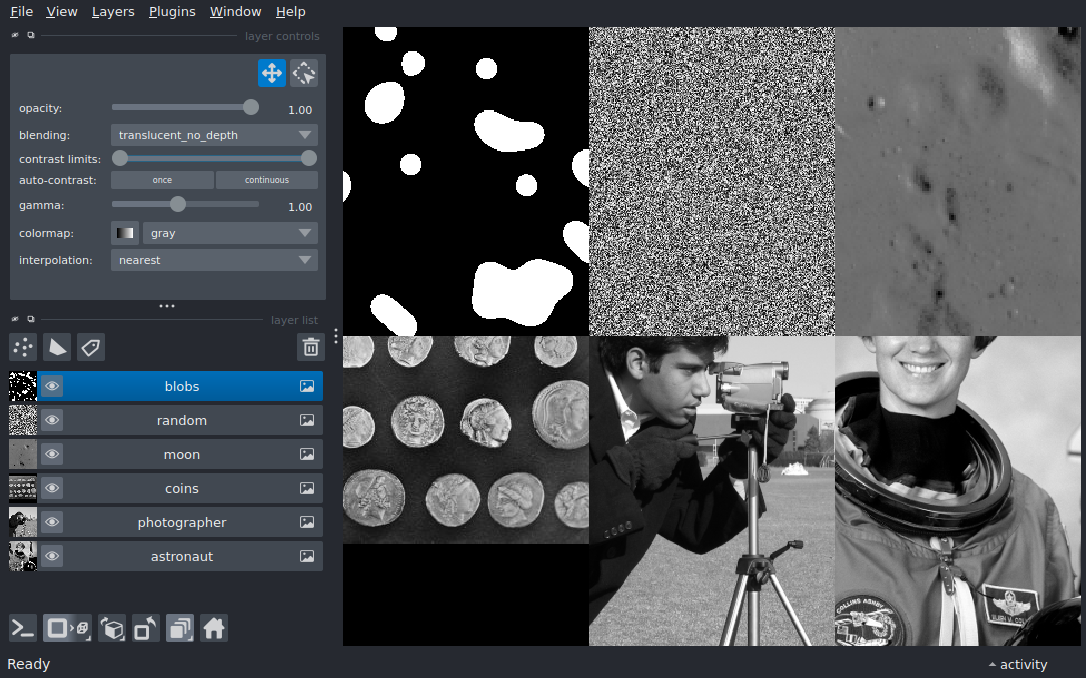 File View Layers Plugins Window Help
layer controls
opacity: 1.00
blending: translucent_no_depth
contrast limits:
auto-contrast: once continuous
gamma: 1.00
colormap: gray
interpolation: nearest
layer list
blobs
random
moon
coins
photographer
astronaut
Ready activity